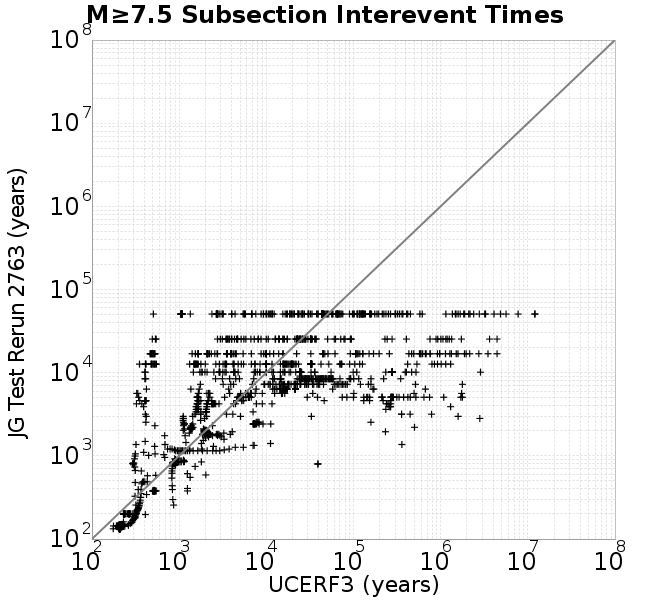 M≥7.5 Subsection Interevent Times
JG Test Rerun 2763 (years)
10^8
10^7
10^6
10^5
10^4
10^3
10^2
10^2 10^3 10^4 10^5 10^6 10^7 10^8
UCERF3 (years)